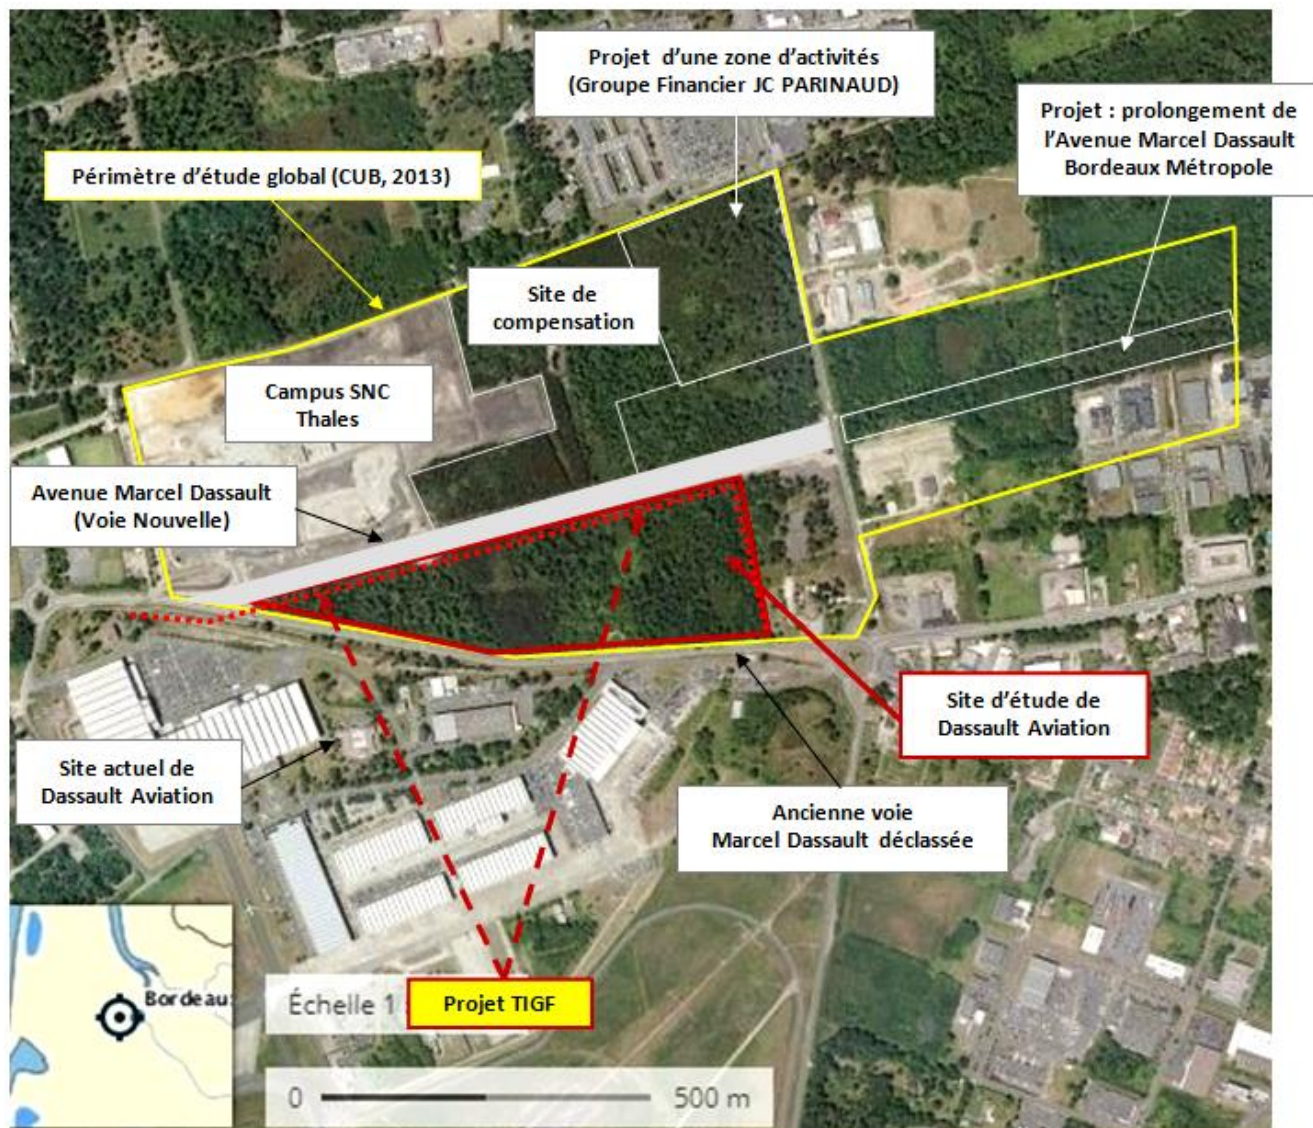 Projet d'une zone d'activités
(Groupe Financier JC PARINAUD)
Projet : prolongement de
l'Avenue Marcel Dassault
Bordeaux Métropole
Périmètre d'étude global (CUB, 2013)
Site de
compensation
Campus SNC
Thales
Avenue Marcel Dassault
(Voie Nouvelle)
Site d'étude de
Dassault Aviation
Site actuel de
Dassault Aviation
Ancienne voie
Marcel Dassault déclassée
Bordeau
Échelle 1
Projet TIGF
0 500 m